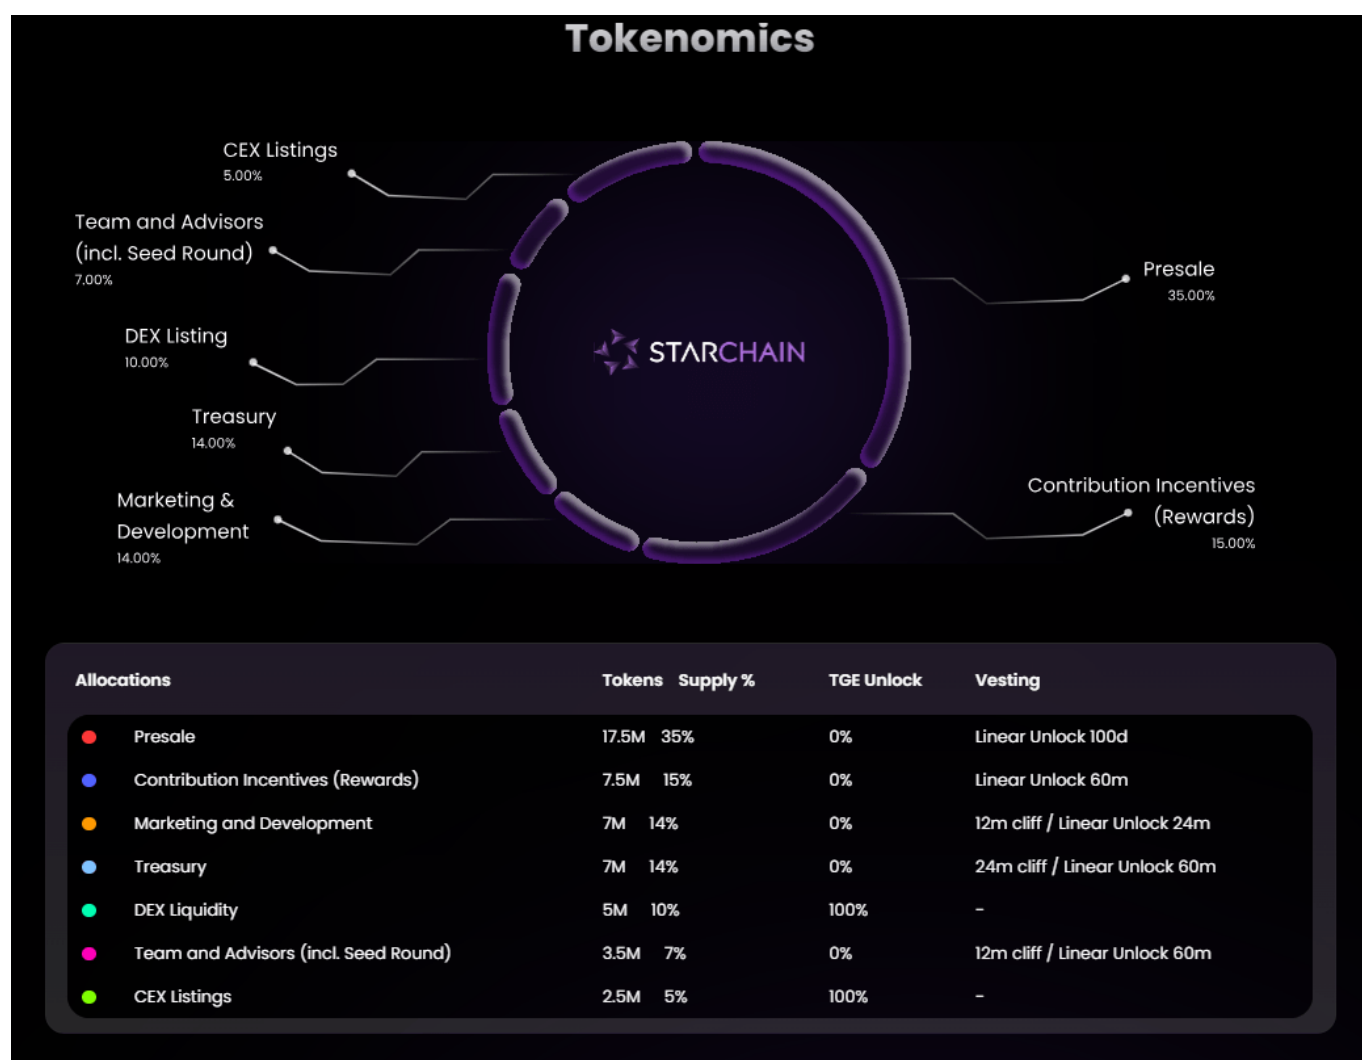 Tokenomics
CEX Listings
5.00%
Team and Advisors
(incl. Seed Round)
7.00%
DEX Listing
10.00%
Treasury
14.00%
Marketing &
Development
14.00%
STARCHAIN
Presale
35.00%
Contribution Incentives
(Rewards)
15.00%
Allocations Tokens Supply % TGE Unlock Vesting
Presale 17.5M 35% 0% Linear Unlock 100d
Contribution Incentives (Rewards) 7.5M 15% 0% Linear Unlock 60m
Marketing and Development 7M 14% 0% 12m cliff / Linear Unlock 24m
Treasury 7M 14% 0% 24m cliff / Linear Unlock 60m
DEX Liquidity 5M 10% 100% -
Team and Advisors (incl. Seed Round) 3.5M 7% 0% 12m cliff / Linear Unlock 60m
CEX Listings 2.5M 5% 100% -